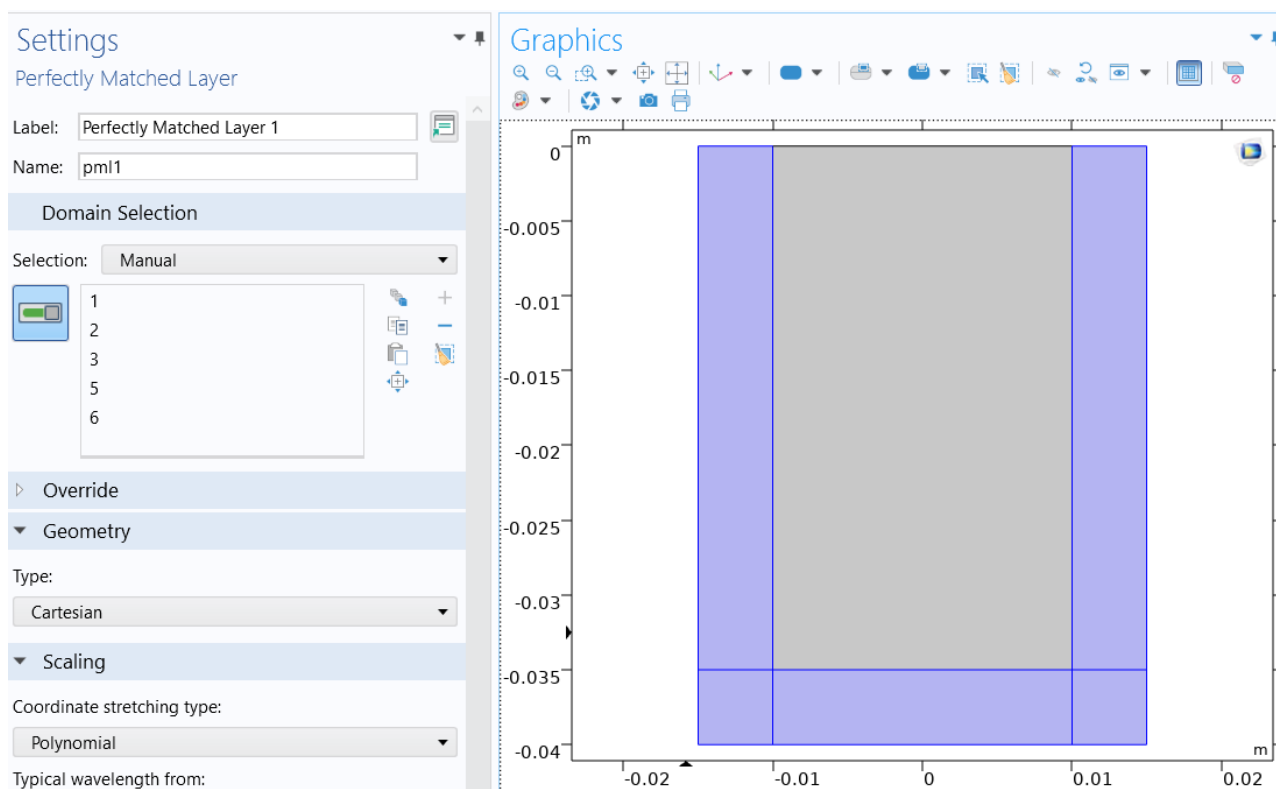 Settings
Perfectly Matched Layer
Label: Perfectly Matched Layer 1
Name: pml1
Domain Selection
Selection: Manual
1
2
3
5
6
Override
Geometry
Type:
Cartesian
Scaling
Coordinate stretching type:
Polynomial
Typical wavelength from:
Graphics
m
0
-0.005
-0.01
-0.015
-0.02
-0.025
-0.03
-0.035
-0.04
m
-0.02 -0.01 0 0.01 0.02